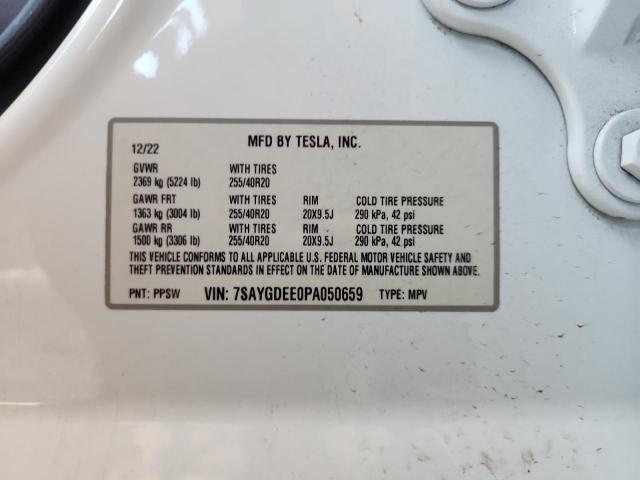 12/22 MFD BY TESLA, INC.
GVWR WITH TIRES
2369 kg (5224 lb) 255/40R20
GAWR FRT WITH TIRES RIM COLD TIRE PRESSURE
1363 kg (3004 lb) 255/40R20 20X9.5J 290 kPa, 42 psi
GAWR RR WITH TIRES RIM COLD TIRE PRESSURE
1500 kg (3306 lb) 255/40R20 20X9.5J 290 kPa, 42 psi
THIS VEHICLE CONFORMS TO ALL APPLICABLE U.S. FEDERAL MOTOR VEHICLE SAFETY AND
THEFT PREVENTION STANDARDS IN EFFECT ON THE DATE OF MANUFACTURE SHOWN ABOVE.
PNT: PPSW VIN: 7SAYGDEE0PA050659 TYPE: MPV